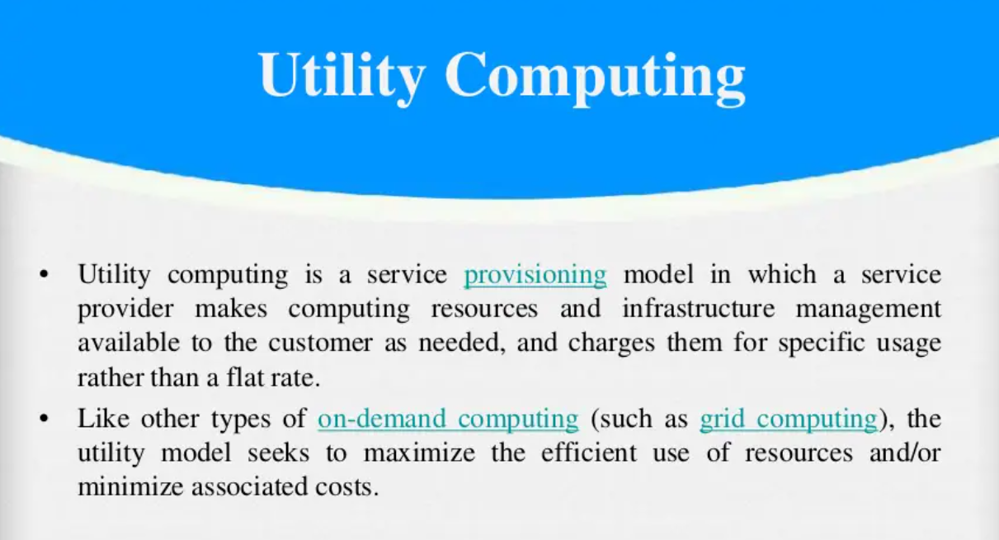 Utility Computing
• Utility computing is a service provisioning model in which a service
provider makes computing resources and infrastructure management
available to the customer as needed, and charges them for specific usage
rather than a flat rate.
• Like other types of on-demand computing (such as grid computing), the
utility model seeks to maximize the efficient use of resources and/or
minimize associated costs.